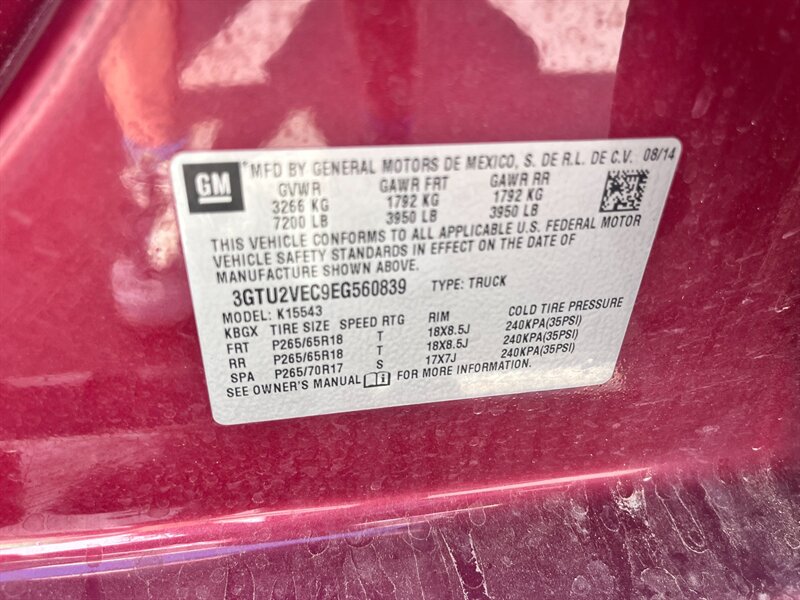 GM
MFD BY GENERAL MOTORS DE MEXICO, S. DE R.L. DE C.V. 08/14
GVWR GAWR FRT GAWR RR
3266 KG 1792 KG 1792 KG
7200 LB 3950 LB 3950 LB
THIS VEHICLE CONFORMS TO ALL APPLICABLE U.S. FEDERAL MOTOR
VEHICLE SAFETY STANDARDS IN EFFECT ON THE DATE OF
MANUFACTURE SHOWN ABOVE.
3GTU2VEC9EG560839 TYPE: TRUCK
MODEL: K15543
KBGX TIRE SIZE SPEED RTG RIM COLD TIRE PRESSURE
FRT P265/65R18 T 18X8.5J 240KPA(35PSI)
RR P265/65R18 T 18X8.5J 240KPA(35PSI)
SPA P265/70R17 S 17X7J 240KPA(35PSI)
SEE OWNER'S MANUAL FOR MORE INFORMATION.